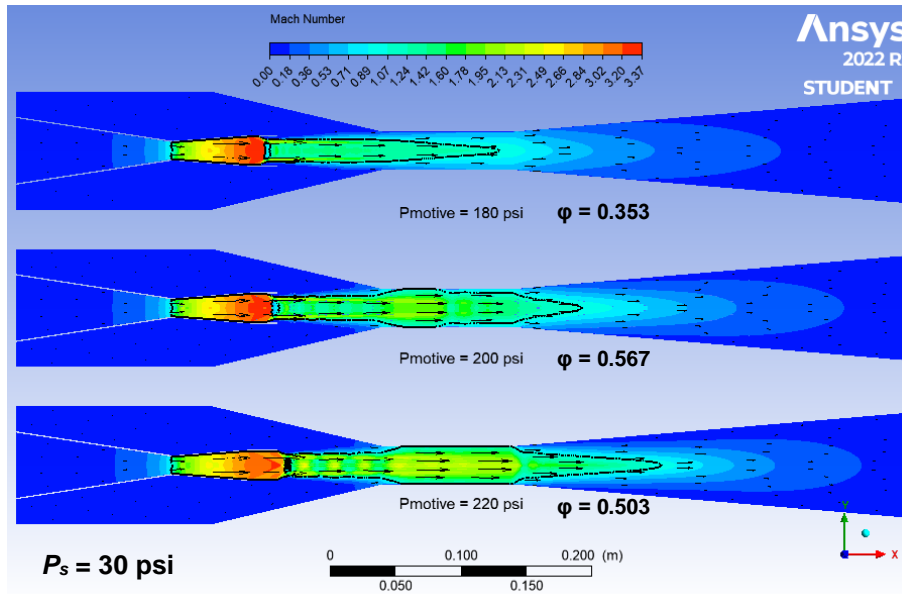 Mach Number
Ansys
2022 R
STUDENT
0.00 0.18 0.36 0.53 0.71 0.89 1.07 1.24 1.42 1.60 1.78 1.95 2.13 2.31 2.49 2.66 2.84 3.02 3.20 3.37
Pmotive = 180 psi φ = 0.353
Pmotive = 200 psi φ = 0.567
Pmotive = 220 psi φ = 0.503
Ps = 30 psi
0 0.100 0.200 (m)
0.050 0.150
Y
X